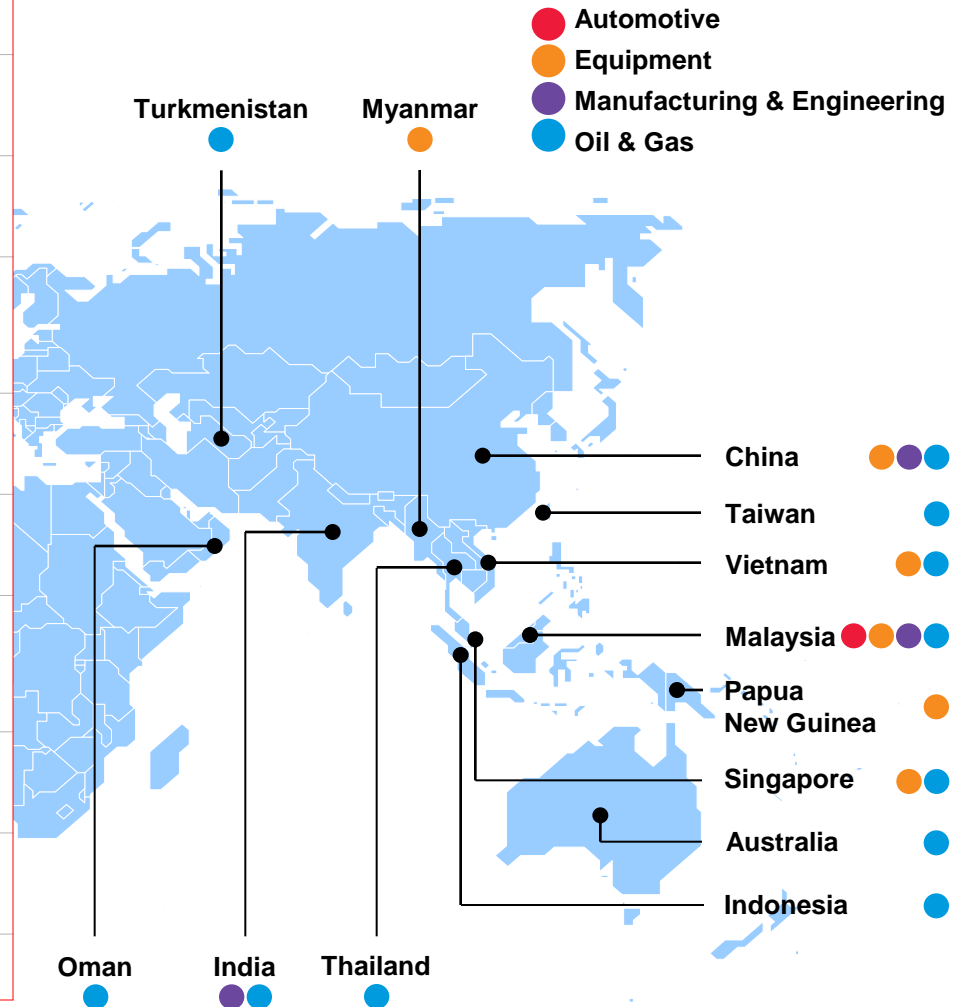 Automotive
Equipment
Manufacturing & Engineering
Oil & Gas
Turkmenistan
Myanmar
China
Taiwan
Vietnam
Malaysia
Papua
New Guinea
Singapore
Australia
Indonesia
Oman
India
Thailand